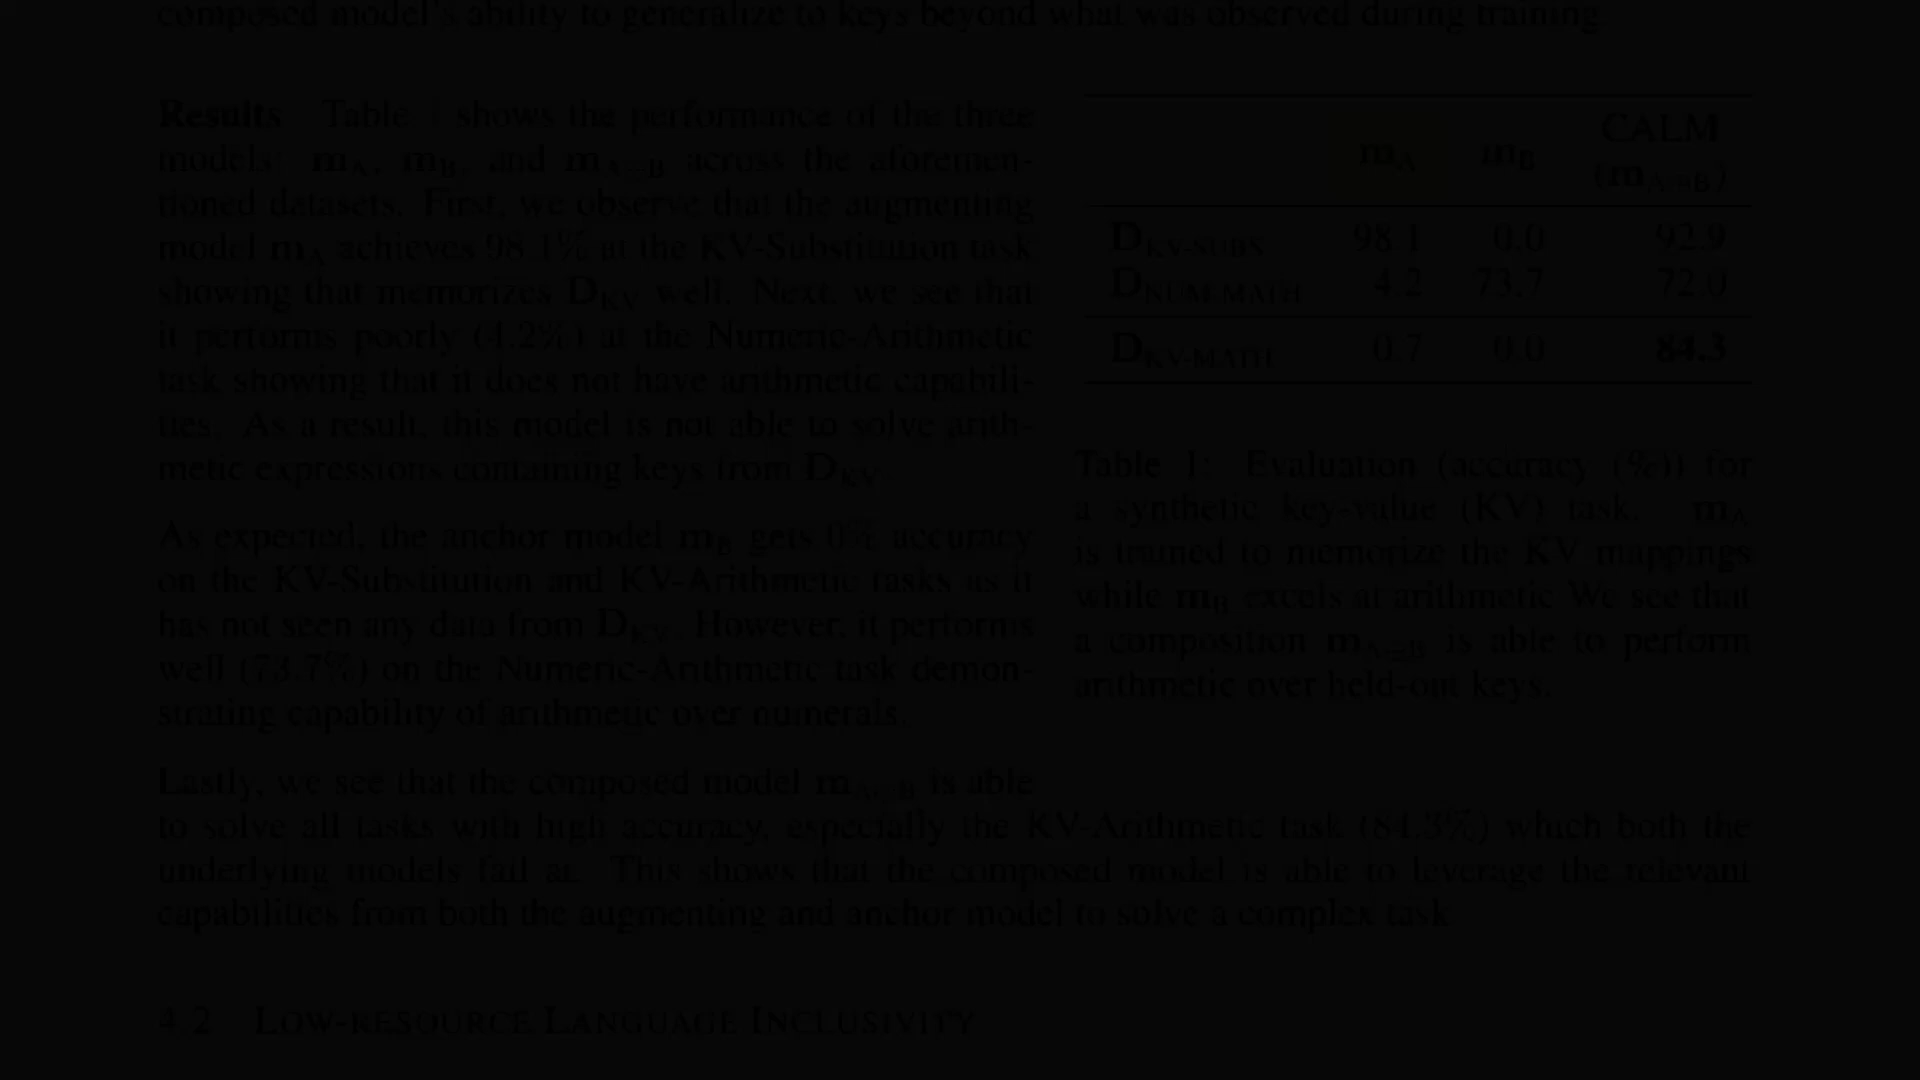 composed model's ability to generalize to keys beyond what was observed during training.
Results Table 1 shows the performance of the three
models: m_A, m_B, and m_A⊕B across the aforemen-
tioned datasets. First, we observe that the augmenting
model m_A achieves 98.1% at the KV-Substitution task
showing that memorizes D_KV well. Next, we see that
it performs poorly (4.2%) at the Numeric-Arithmetic
task showing that it does not have arithmetic capabili-
ties. As a result, this model is not able to solve arith-
metic expressions containing keys from D_KV.
As expected, the anchor model m_B gets 0% accuracy
on the KV-Substitution and KV-Arithmetic tasks as it
has not seen any data from D_KV. However, it performs
well (73.7%) on the Numeric-Arithmetic task demon-
strating capability of arithmetic over numerals.
Lastly, we see that the composed model m_A⊕B is able
to solve all tasks with high accuracy, especially the KV-Arithmetic task (84.3%) which both the
underlying models fail at. This shows that the composed model is able to leverage the relevant
capabilities from both the augmenting and anchor model to solve a complex task.
m_A m_B CALM
(m_A⊕B)
D_KV-SUBS 98.1 0.0 92.9
D_NUM-MATH 4.2 73.7 72.0
D_KV-MATH 0.7 0.0 84.3
Table 1: Evaluation (accuracy (%)) for
a synthetic key-value (KV) task. m_A
is trained to memorize the KV mappings
while m_B excels at arithmetic We see that
a composition m_A⊕B is able to perform
arithmetic over held-out keys.
4.2 LOW-RESOURCE LANGUAGE INCLUSIVITY